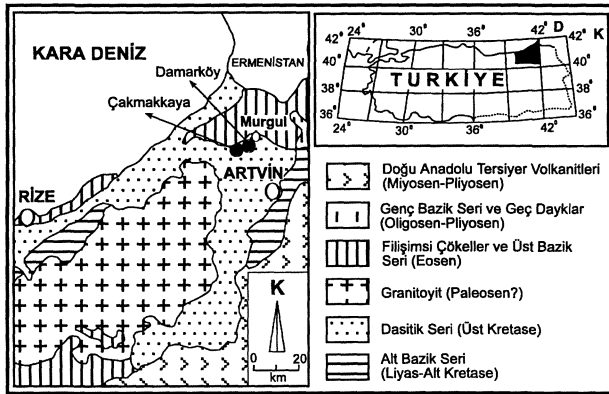 KARA DENİZ
ERMENİSTAN
Damarköy
Çakmakkaya
Murgul
ARTVİN
RİZE
K
0 20
km
42° D K
24° 30° 36° 42°
42° 42°
40° 40°
38° 38°
36° 36°
TURKIYE
24° 30° 36° 42°
Doğu Anadolu Tersiyer Volkanitleri
(Miyosen-Pliyosen)
Genç Bazik Seri ve Geç Dayklar
(Oligosen-Pliyosen)
Filişimsi Çökeller ve Üst Bazik
Seri (Eosen)
Granitoyit (Paleosen?)
Dasitik Seri (Üst Kretase)
Alt Bazik Seri
(Liyas-Alt Kretase)